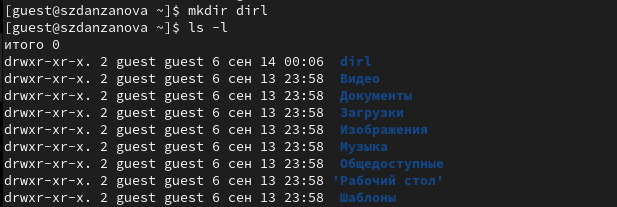 [guest@szdanzanova ~]$ mkdir dirl
[guest@szdanzanova ~]$ ls -l
итого 0
drwxr-xr-x. 2 guest guest 6 сен 14 00:06  dirl
drwxr-xr-x. 2 guest guest 6 сен 13 23:58  Видео
drwxr-xr-x. 2 guest guest 6 сен 13 23:58  Документы
drwxr-xr-x. 2 guest guest 6 сен 13 23:58  Загрузки
drwxr-xr-x. 2 guest guest 6 сен 13 23:58  Изображения
drwxr-xr-x. 2 guest guest 6 сен 13 23:58  Музыка
drwxr-xr-x. 2 guest guest 6 сен 13 23:58  Общедоступные
drwxr-xr-x. 2 guest guest 6 сен 13 23:58 'Рабочий стол'
drwxr-xr-x. 2 guest guest 6 сен 13 23:58  Шаблоны